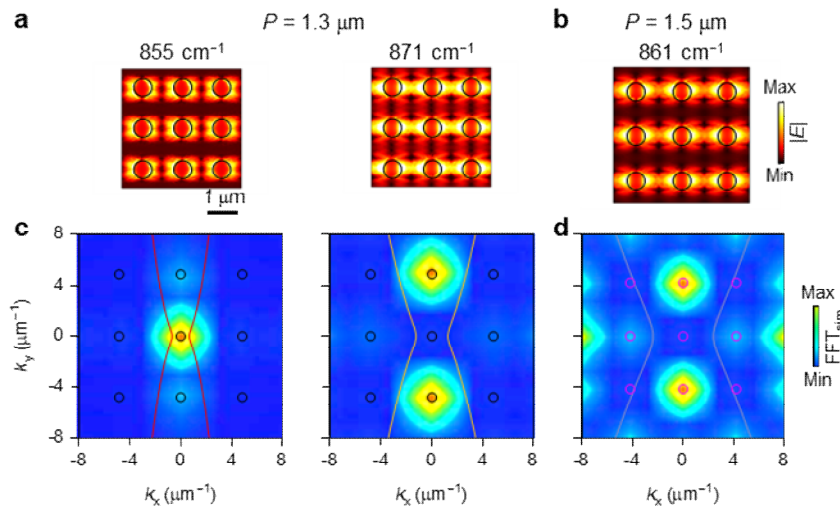 a
P = 1.3 μm
b
P = 1.5 μm
855 cm⁻¹
871 cm⁻¹
861 cm⁻¹
Max
|E|
Min
1 μm
c
d
8
4
0
-4
-8
kᵧ (μm⁻¹)
-8 -4 0 4 8
-8 -4 0 4 8
-8 -4 0 4 8
kₓ (μm⁻¹)
kₓ (μm⁻¹)
kₓ (μm⁻¹)
Max
FFTsim
Min